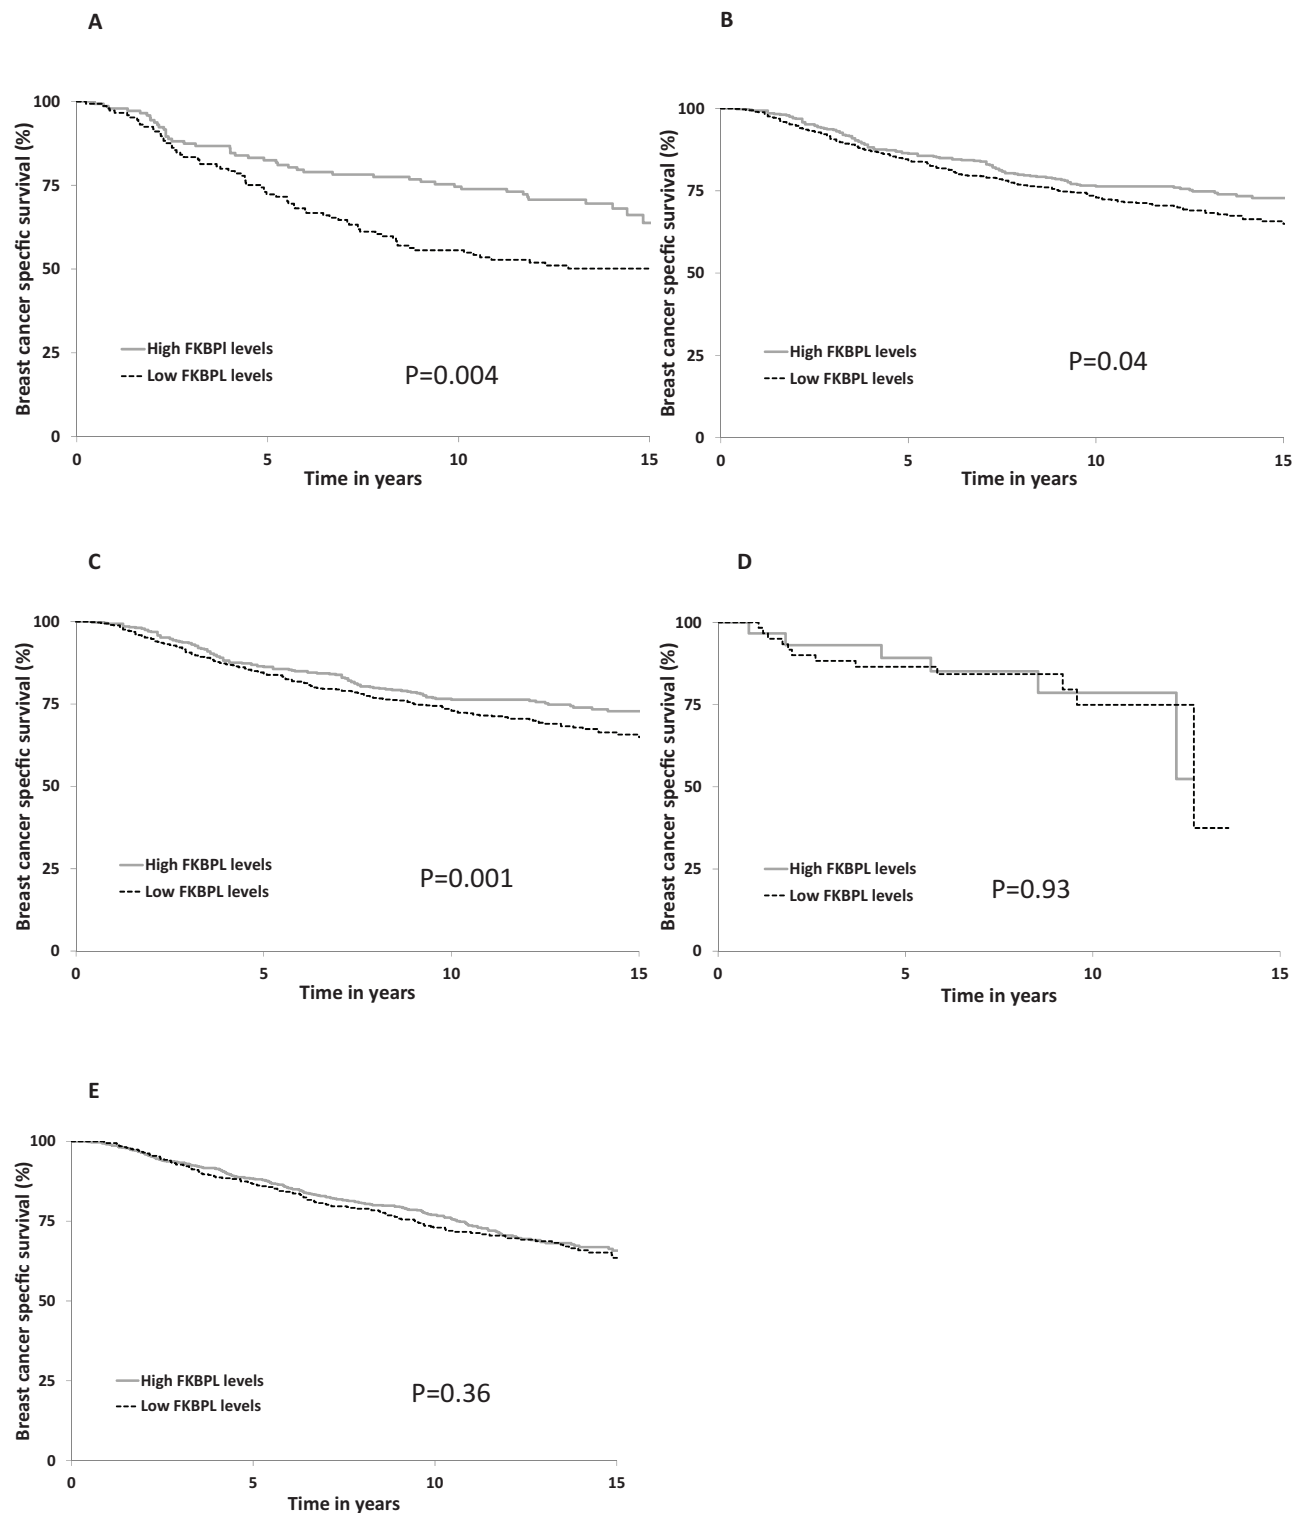 A
Breast cancer specfic survival (%)
100
75
50
25
0
High FKBPl levels
Low FKBPL levels
P=0.004
0 5 10 15
Time in years
B
Breast cancer specfic survival (%)
100
75
50
25
0
High FKBPL levels
Low FKBPL levels
P=0.04
0 5 10 15
Time in years
C
Breast cancer specfic survival (%)
100
75
50
25
0
High FKBPL levels
Low FKBPL levels
P=0.001
0 5 10 15
Time in years
D
Breast cancer specfic survival (%)
100
75
50
25
0
High FKBPL levels
Low FKBPL levels
P=0.93
0 5 10 15
Time in years
E
Breast cancer specfic survival (%)
100
75
50
25
0
High FKBPL levels
Low FKBPL levels
P=0.36
0 5 10 15
Time in years